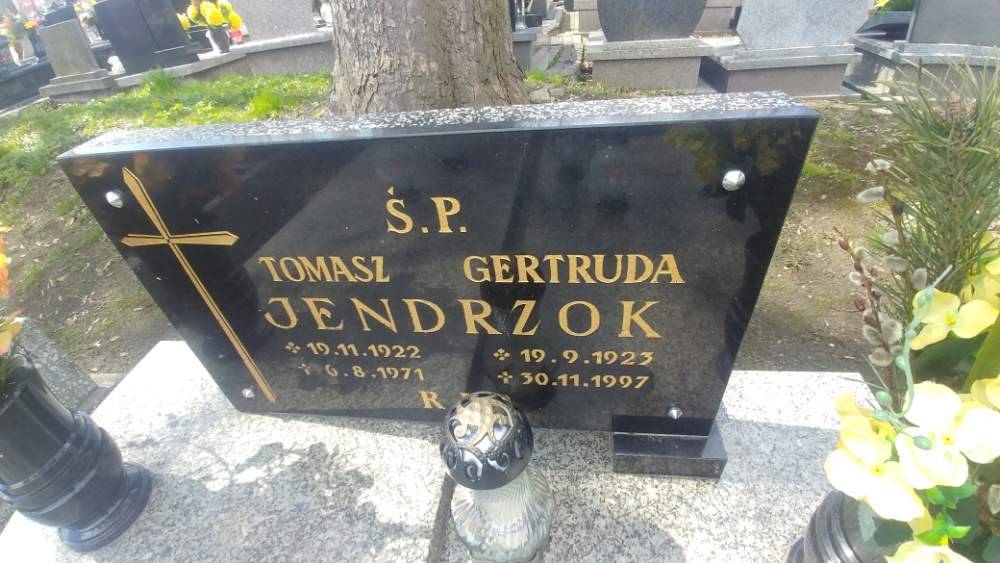 Ś.P.
TOMASZ GERTRUDA
JENDRZOK
19.11.1922 19.9.1923
6.8.1971 30.11.1997
R